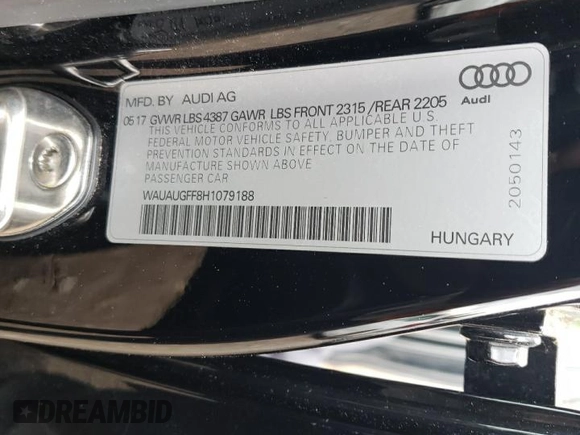 MFD. BY AUDI AG
0517 GVWR LBS 4387 GAWR LBS FRONT 2315 /REAR 2205
THIS VEHICLE CONFORMS TO ALL APPLICABLE U.S.
FEDERAL MOTOR VEHICLE SAFETY, BUMPER AND THEFT
PREVENTION STANDARDS IN EFFECT ON THE DATE OF
MANUFACTURE SHOWN ABOVE
PASSENGER CAR
WAUAUGFF8H1079188
Audi
2050143
HUNGARY
DREAMBID